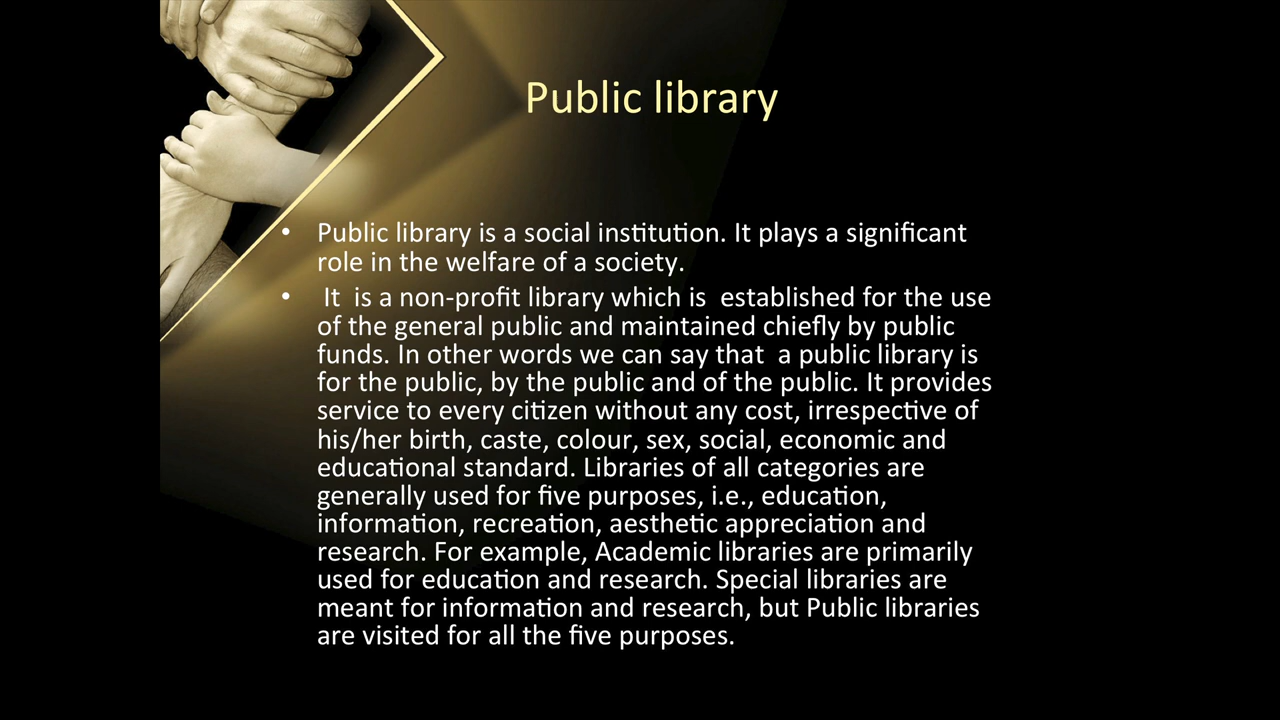 Public library
• Public library is a social institution. It plays a significant
role in the welfare of a society.
• It  is a non-profit library which is  established for the use
of the general public and maintained chiefly by public
funds. In other words we can say that  a public library is
for the public, by the public and of the public. It provides
service to every citizen without any cost, irrespective of
his/her birth, caste, colour, sex, social, economic and
educational standard. Libraries of all categories are
generally used for five purposes, i.e., education,
information, recreation, aesthetic appreciation and
research. For example, Academic libraries are primarily
used for education and research. Special libraries are
meant for information and research, but Public libraries
are visited for all the five purposes.